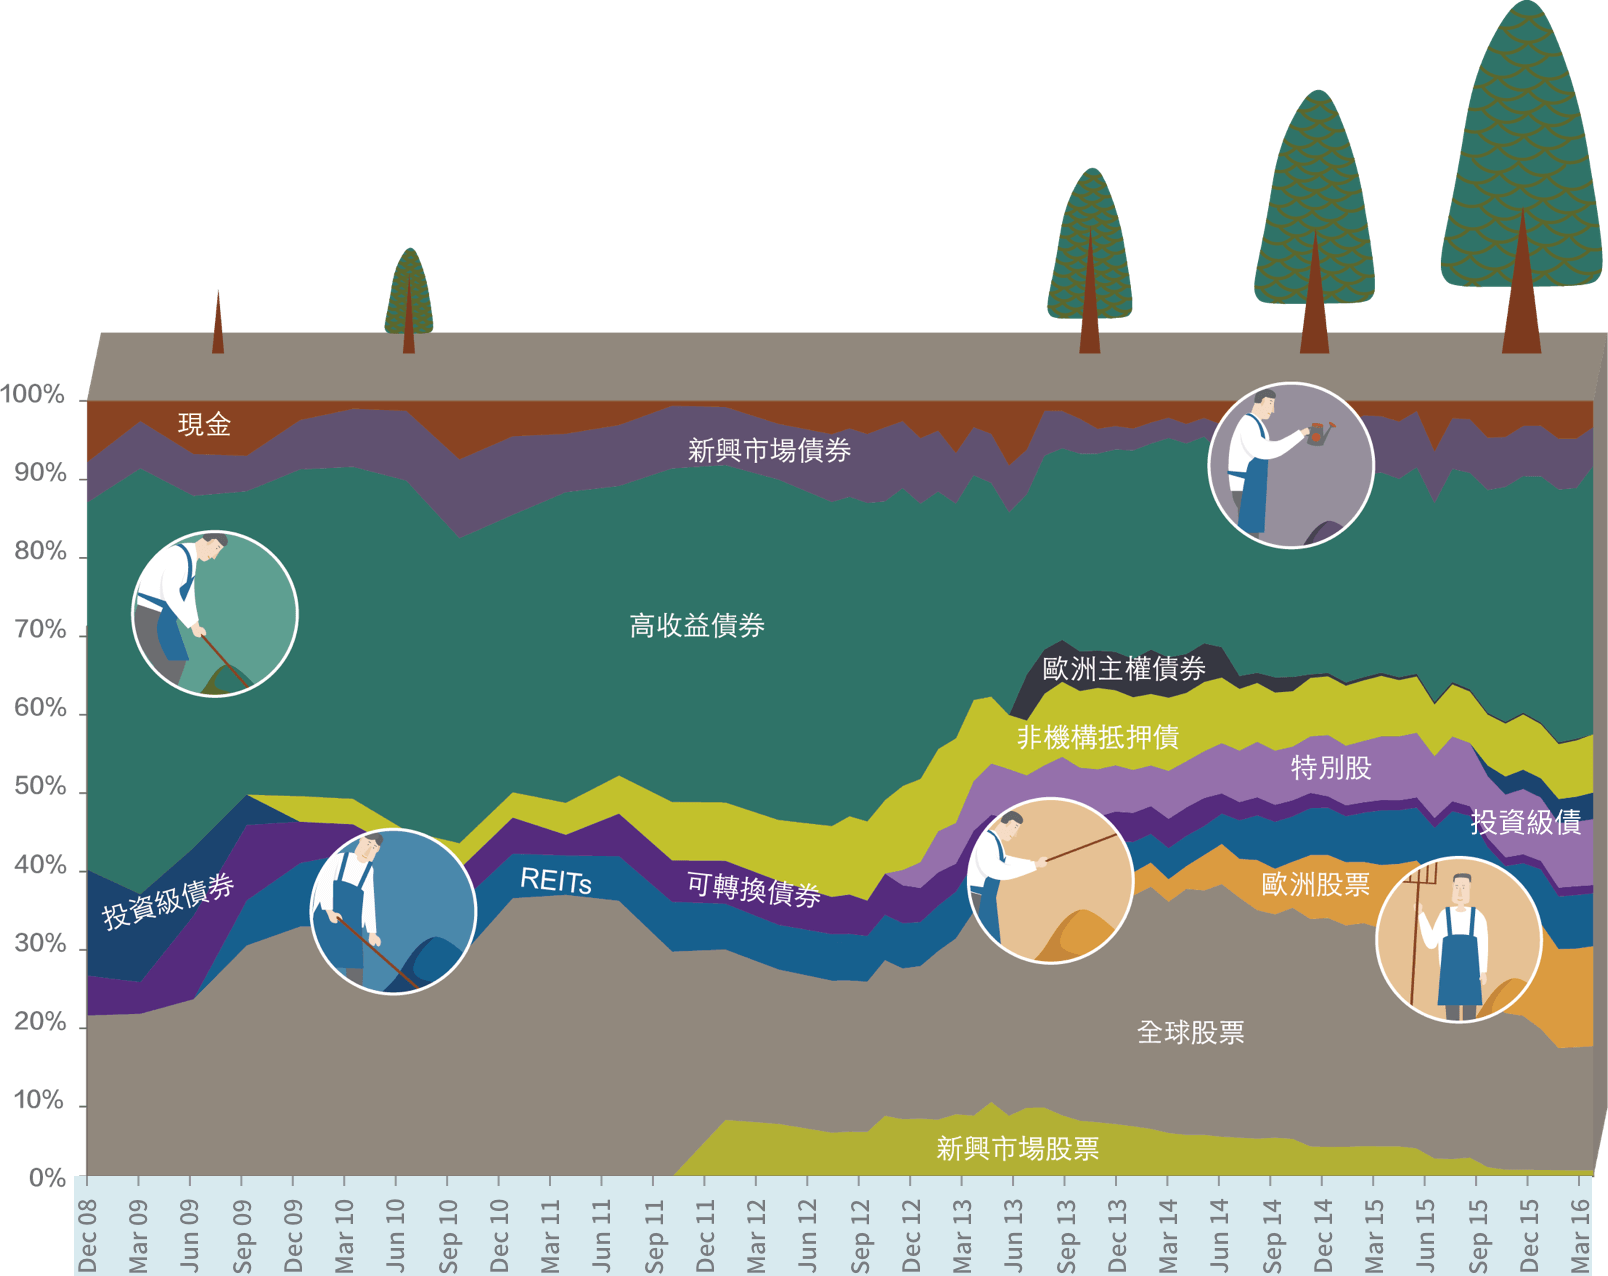 100%
90%
80%
70%
60%
50%
40%
30%
20%
10%
0%
現金
新興市場債券
高收益債券
歐洲主權債券
非機構抵押債
特別股
投資級債
投資級債券
REITs
可轉換債券
歐洲股票
全球股票
新興市場股票
Dec 08
Mar 09
Jun 09
Sep 09
Dec 09
Mar 10
Jun 10
Sep 10
Dec 10
Mar 11
Jun 11
Sep 11
Dec 11
Mar 12
Jun 12
Sep 12
Dec 12
Mar 13
Jun 13
Sep 13
Dec 13
Mar 14
Jun 14
Sep 14
Dec 14
Mar 15
Jun 15
Sep 15
Dec 15
Mar 16